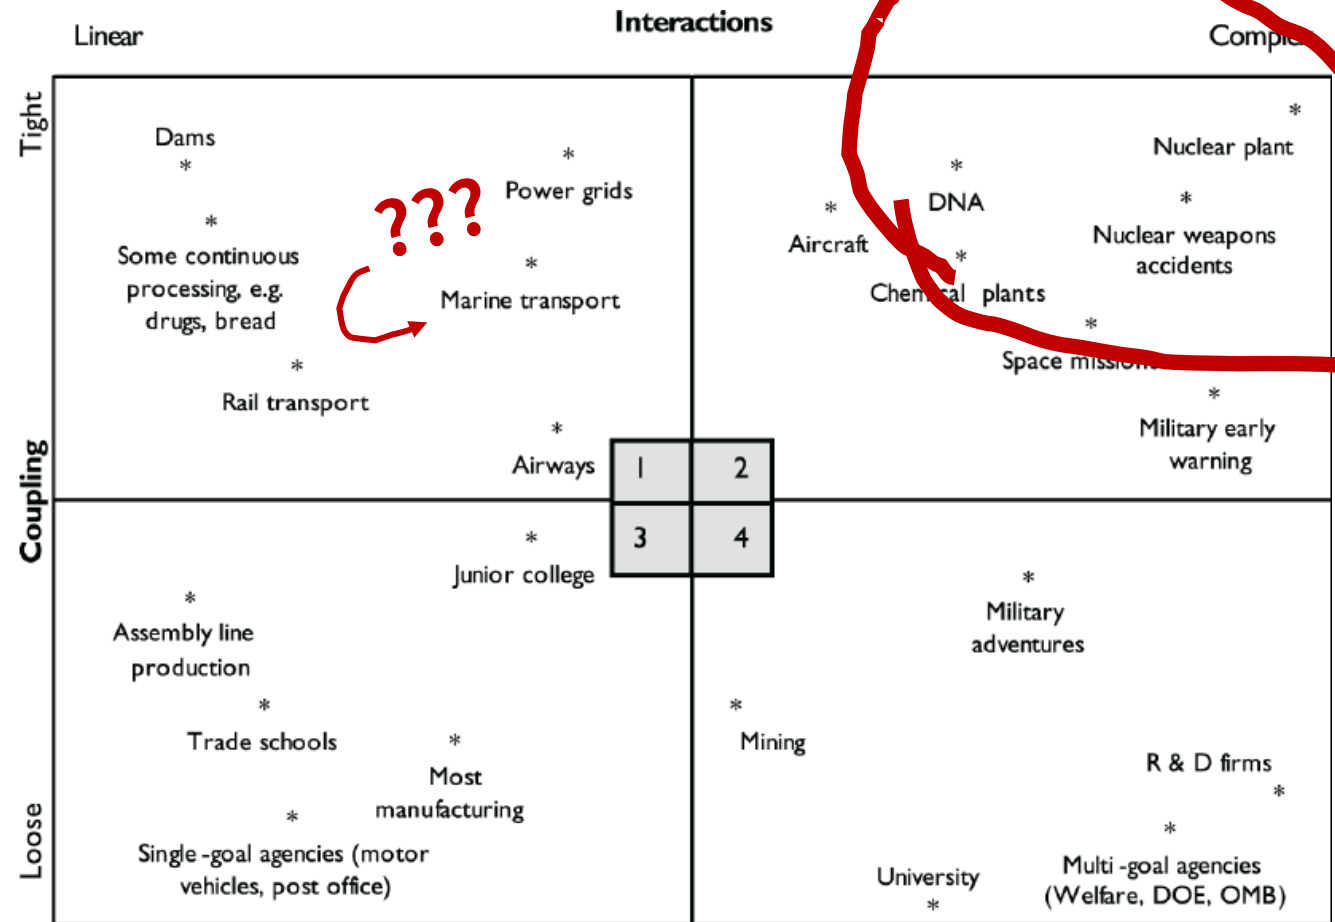 Interactions
Linear
Tight
Dams
Power grids
???
Some continuous
processing, e.g.
drugs, bread
Marine transport
Rail transport
Airways
Nuclear plant
DNA
Aircraft
Nuclear weapons
accidents
Chemical plants
Space missions
Military early
warning
Coupling
1
2
3
4
Junior college
Assembly line
production
Trade schools
Most
manufacturing
Single-goal agencies (motor
vehicles, post office)
Military
adventures
Mining
R & D firms
University
Multi-goal agencies
(Welfare, DOE, OMB)
Loose